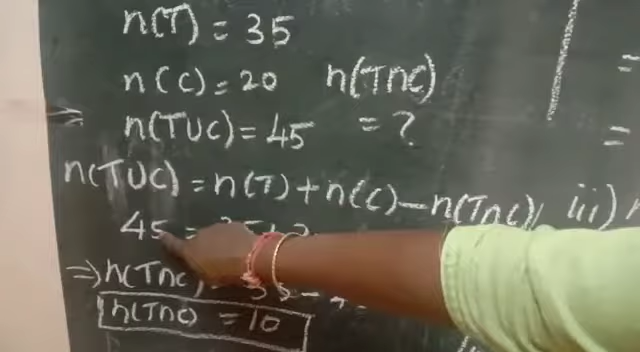 n(T) = 35
n(C) = 20 n(T∩C)
n(T∪C) = 45 = ?
n(T∪C) = n(T) + n(C) - n(T∩C) iii)
45 =
⇒ n(T∩C)
n(T∩C) = 10